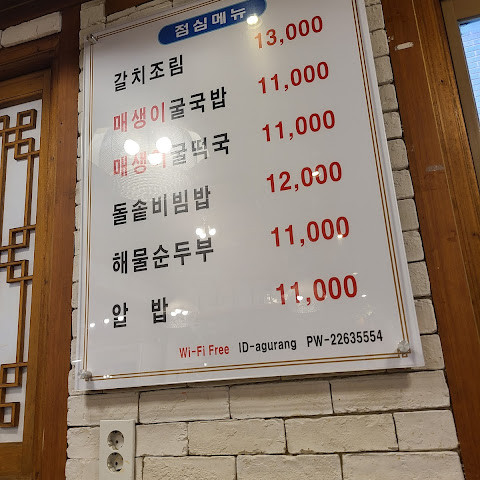 점심메뉴
갈치조림 13,000
매생이굴국밥 11,000
매생이굴떡국 11,000
돌솥비빔밥 12,000
해물순두부 11,000
알 밥 11,000
Wi-Fi Free ID-agurang PW-22635554